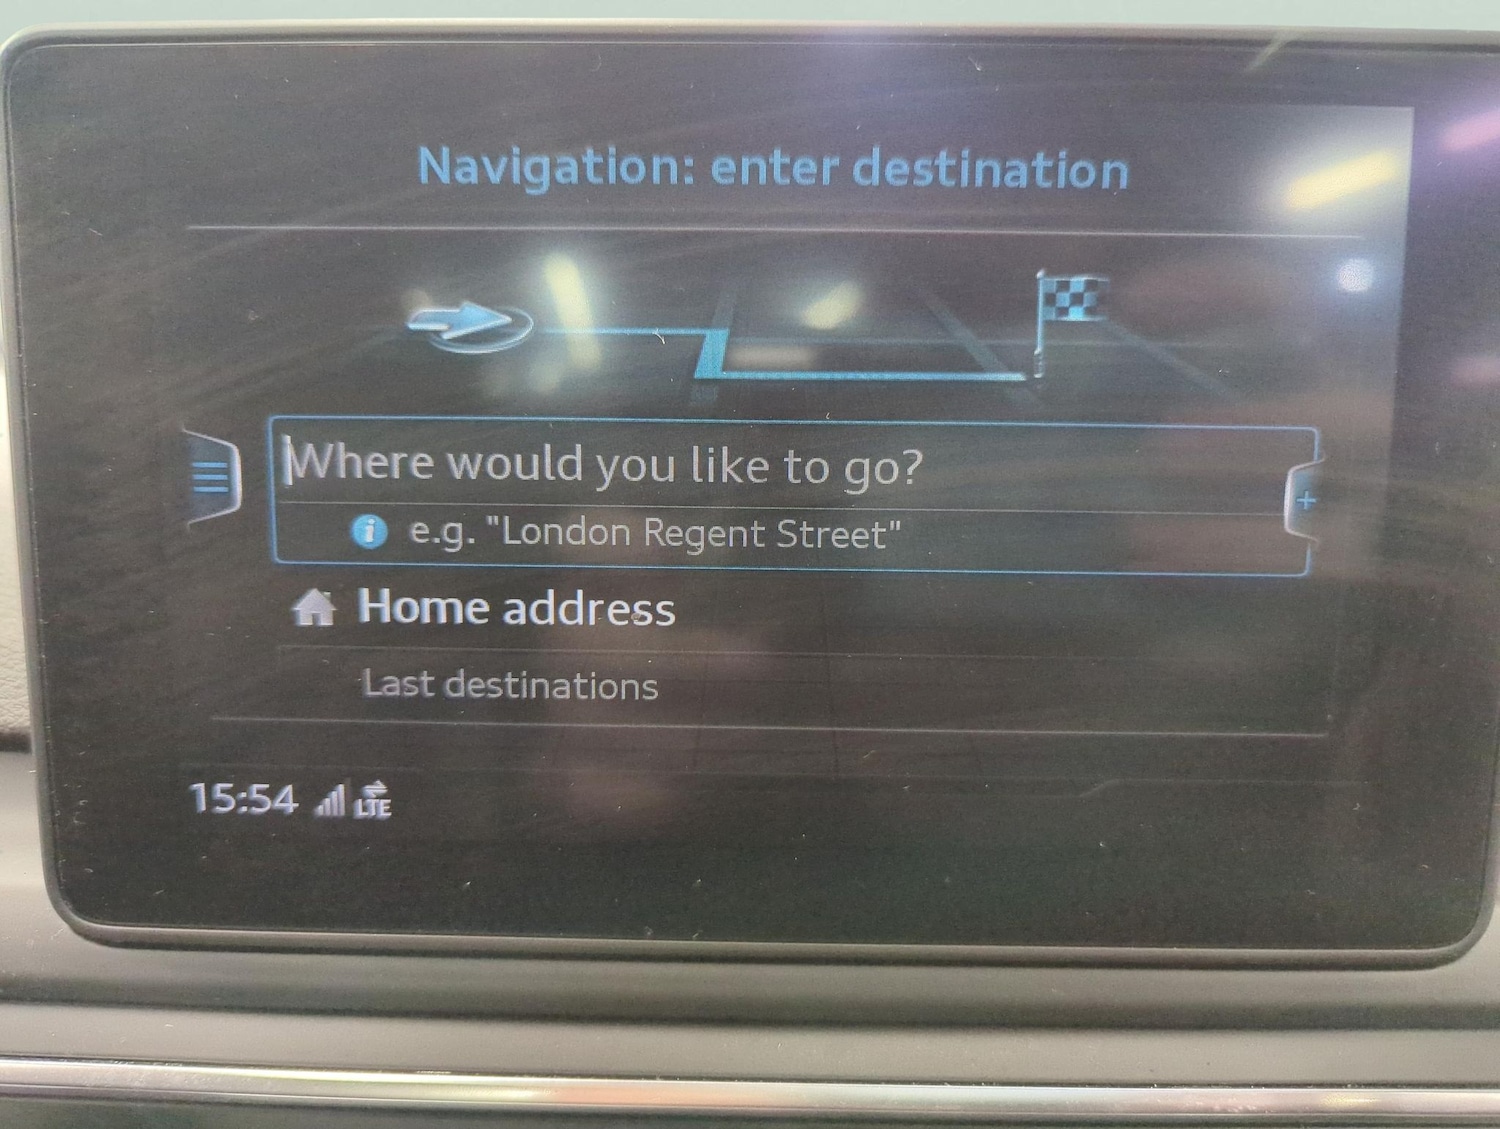 Navigation: enter destination
Where would you like to go?
e.g. "London Regent Street"
Home address
Last destinations
15:54 LTE